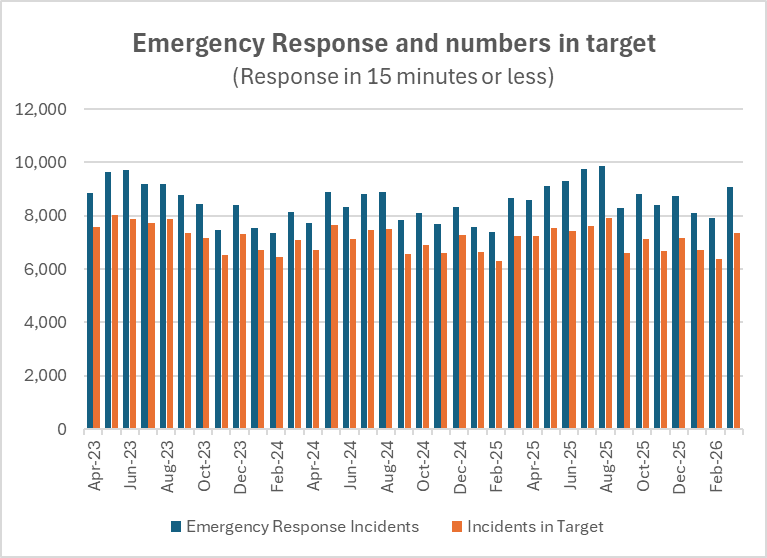 Emergency Response and numbers in target
(Response in 15 minutes or less)
12,000
10,000
8,000
6,000
4,000
2,000
0
Apr-23
Jun-23
Aug-23
Oct-23
Dec-23
Feb-24
Apr-24
Jun-24
Aug-24
Oct-24
Dec-24
Feb-25
Apr-25
Jun-25
Aug-25
Oct-25
Dec-25
Feb-26
Emergency Response Incidents
Incidents in Target